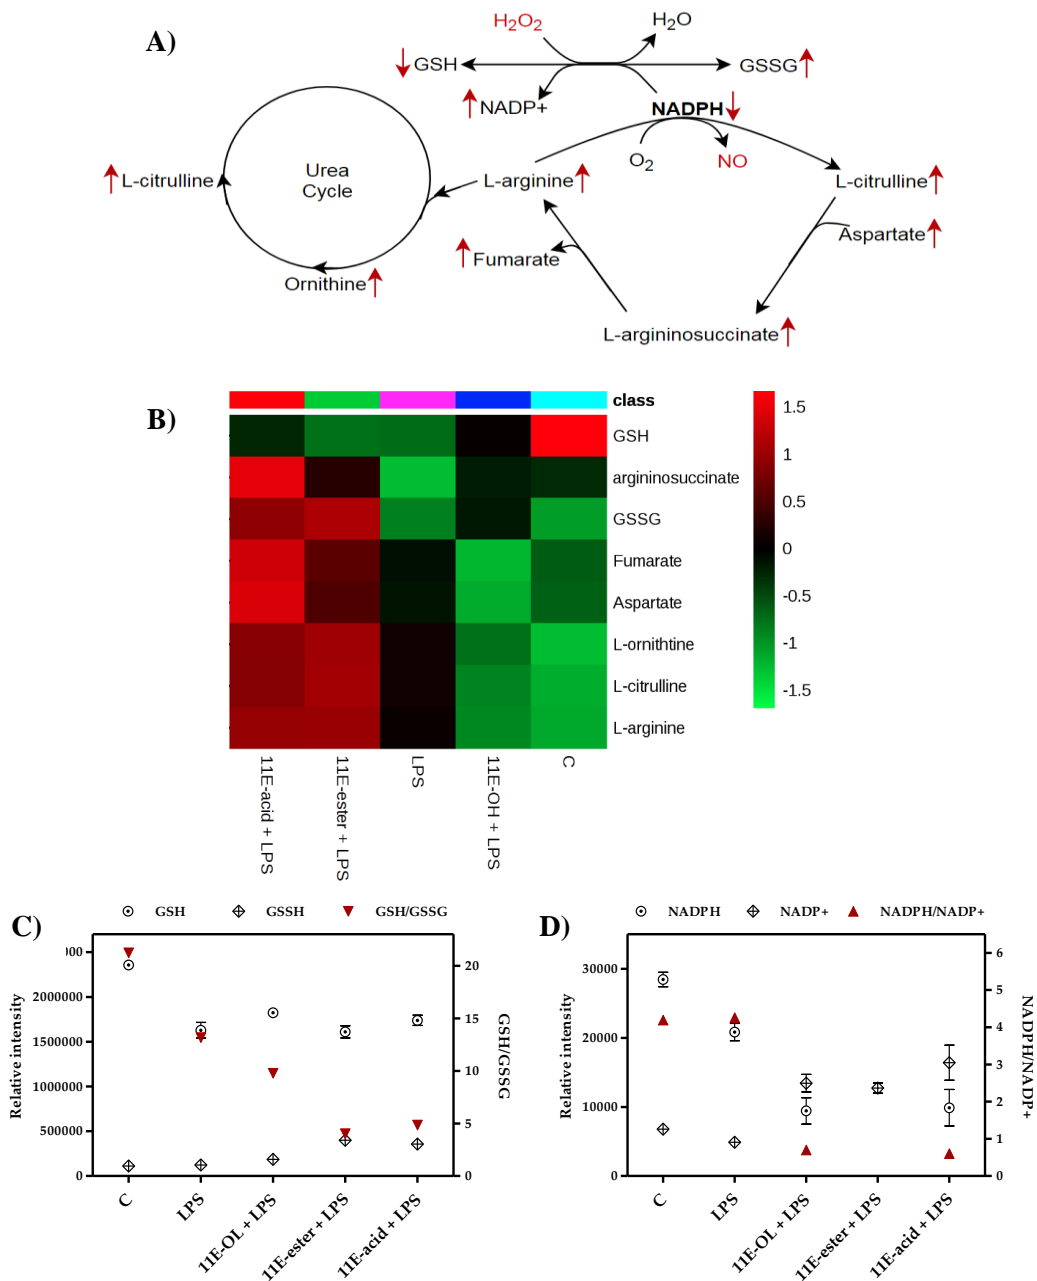 A)
H2O2
H2O
GSH
GSSG
NADP+
NADPH
O2
NO
Urea
Cycle
L-citrulline
L-arginine
L-citrulline
Aspartate
Fumarate
Ornithine
L-argininosuccinate
B)
class
GSH
argininosuccinate
GSSG
Fumarate
Aspartate
L-ornithtine
L-citrulline
L-arginine
1.5
1
0.5
0
-0.5
-1
-1.5
11E-acid + LPS
11E-ester + LPS
LPS
11E-OH + LPS
C
C)
GSH
GSSH
GSH/GSSG
Relative intensity
2000000
1500000
1000000
500000
0
20
15
10
5
0
GSH/GSSG
C
LPS
11E-OL + LPS
11E-ester + LPS
11E-acid + LPS
D)
NADPH
NADP+
NADPH/NADP+
Relative intensity
30000
20000
10000
0
6
5
4
3
2
1
0
NADPH/NADP+
C
LPS
11E-OL + LPS
11E-ester + LPS
11E-acid + LPS